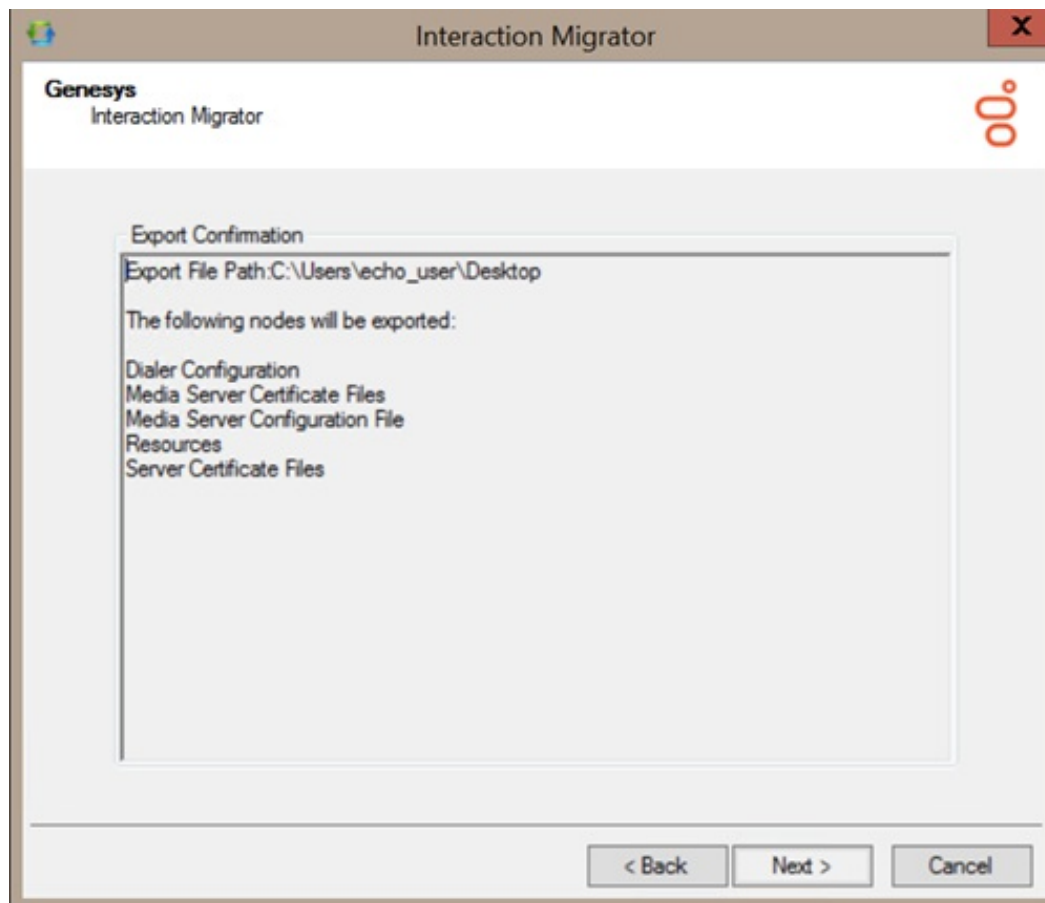 Interaction Migrator
X
Genesys
Interaction Migrator
Export Confirmation
Export File Path:C:\Users\echo_user\Desktop
The following nodes will be exported:
Dialer Configuration
Media Server Certificate Files
Media Server Configuration File
Resources
Server Certificate Files
< Back
Next >
Cancel